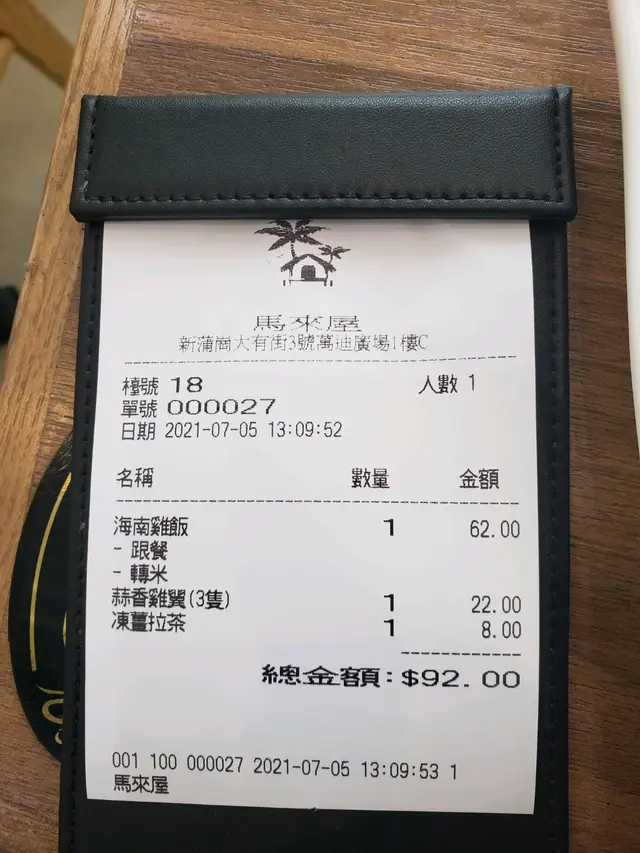 馬來屋
新蒲崗大有街3號萬迪廣場1樓C
檯號 18 人數 1
單號 000027
日期 2021-07-05 13:09:52
名稱 數量 金額
海南雞飯 1 62.00
- 跟餐
- 轉米
蒜香雞翼(3隻) 1 22.00
凍薑拉茶 1 8.00
總金額:$92.00
001 100 000027 2021-07-05 13:09:53 1
馬來屋